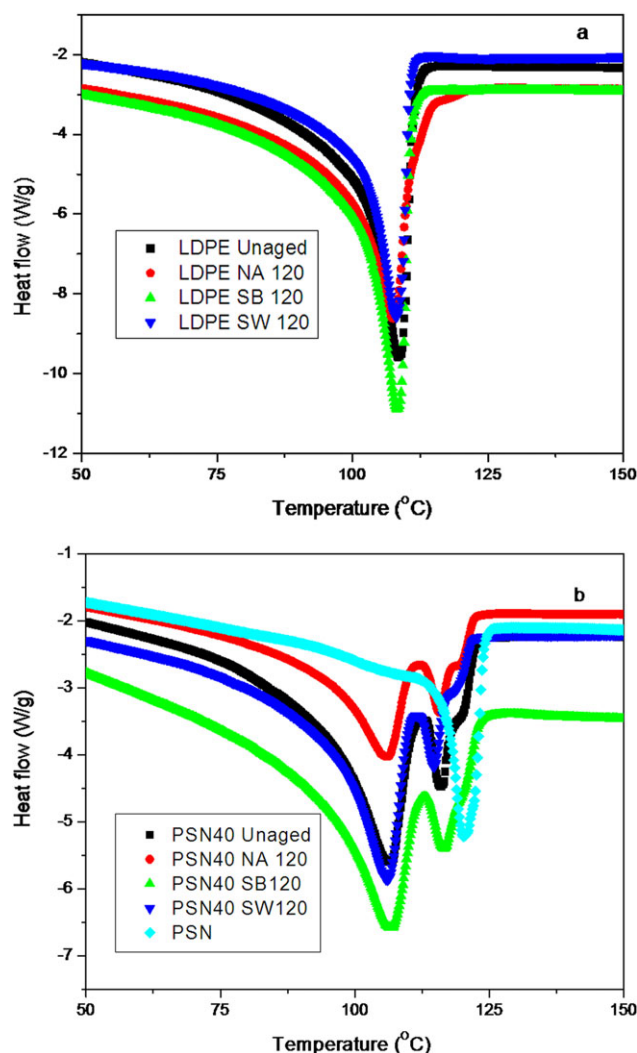 a
-2
-4
-6
-8
-10
-12
Heat flow (W/g)
LDPE Unaged
LDPE NA 120
LDPE SB 120
LDPE SW 120
50 75 100 125 150
Temperature (°C)
b
-1
-2
-3
-4
-5
-6
-7
Heat flow (W/g)
PSN40 Unaged
PSN40 NA 120
PSN40 SB120
PSN40 SW120
PSN
50 75 100 125 150
Temperature (°C)